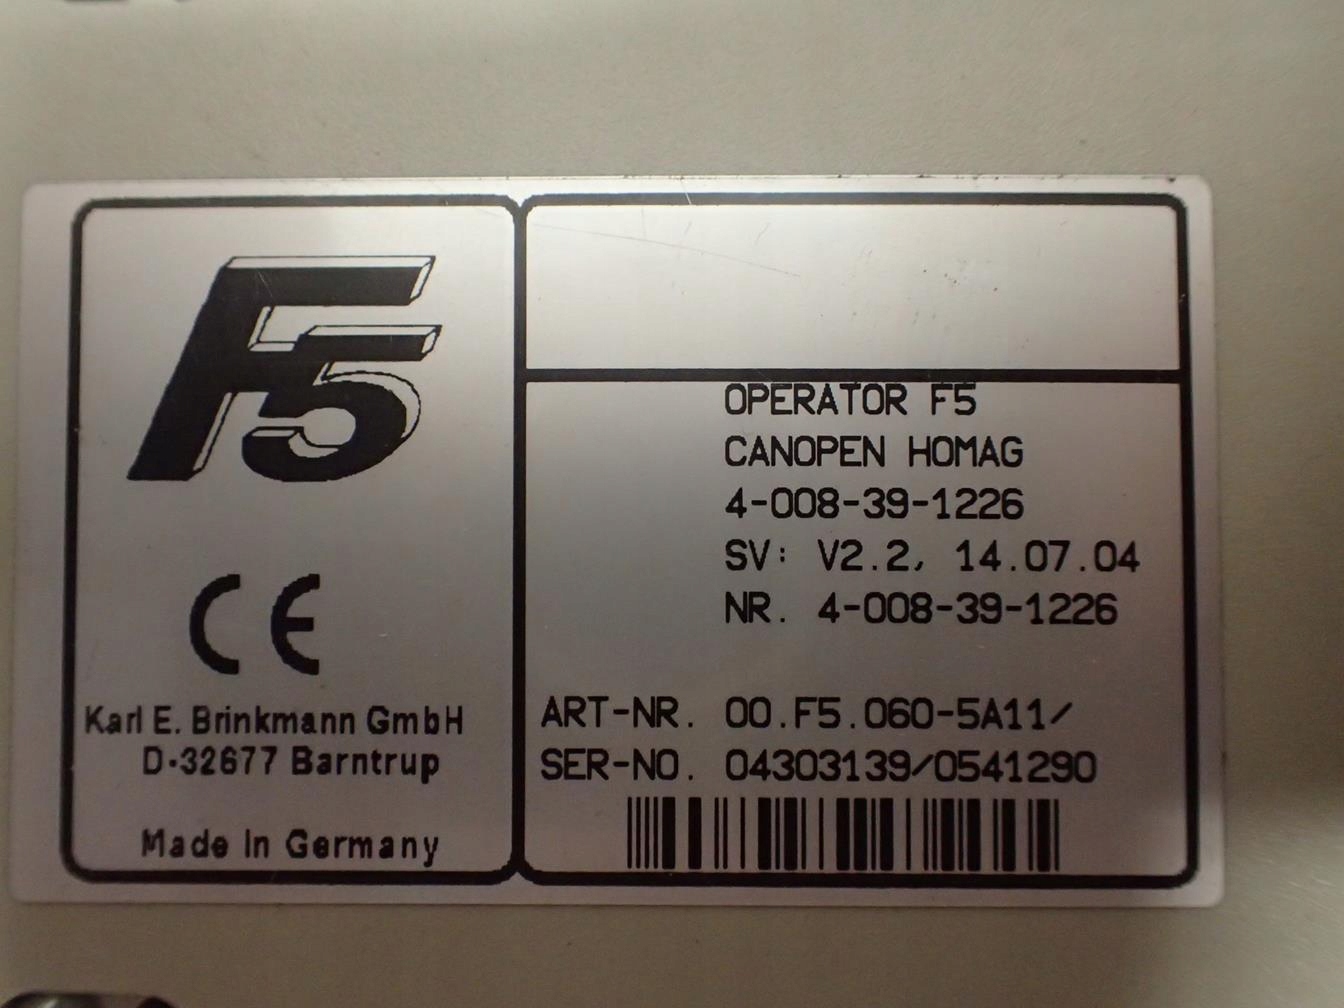 F5
CE
Karl E. Brinkmann GmbH
D-32677 Barntrup
Made In Germany
OPERATOR F5
CANOPEN HOMAG
4-008-39-1226
SV: V2.2, 14.07.04
NR. 4-008-39-1226
ART-NR. 00.F5.060-5A11/
SER-NO. 04303139/0541290